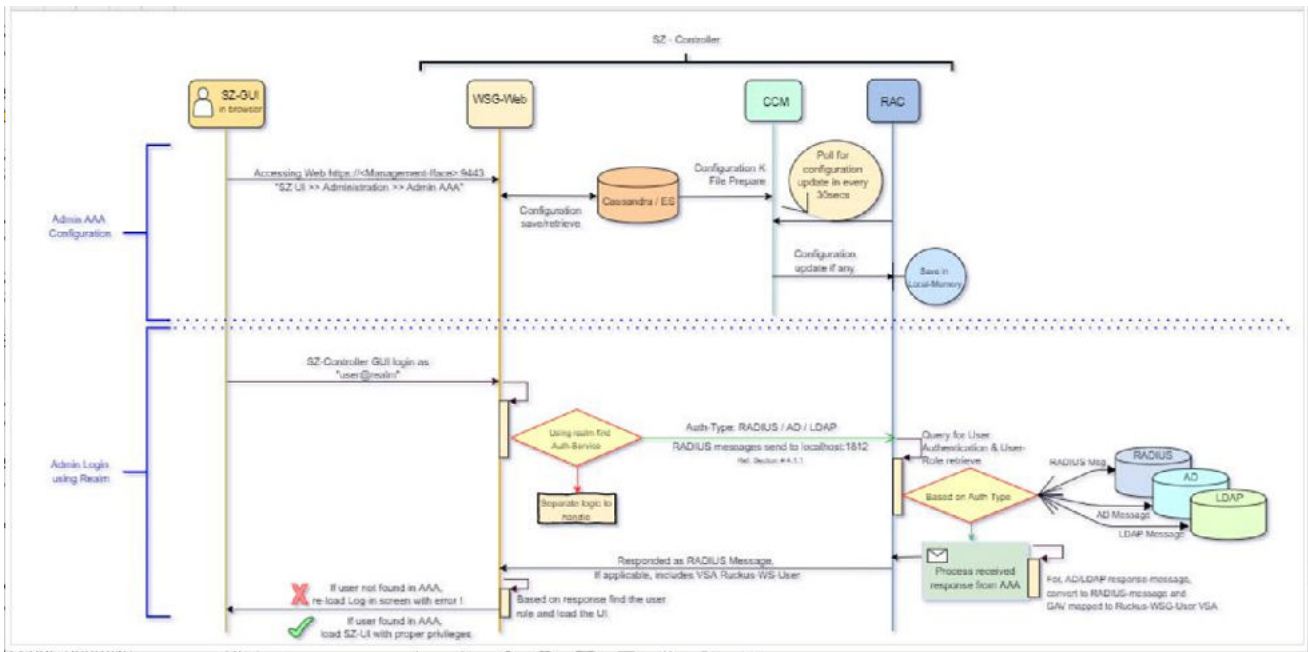 SZ - Controller
SZ-GUI
in browser
WSG-Web
CCM
RAC
Admin AAA
Configuration
Accessing Web https://<Management-Iface>:9443
"SZ UI >> Administration >> Admin AAA"
Configuration
save/retrieve
Cassandra / ES
Configuration K
File Prepare
Poll for
configuration
update in every
30secs
Configuration
update if any
Save in
Local-Memory
Admin Login
using Realm
SZ-Controller GUI login as
"user@realm"
Using realm find
Auth-Service
Separate logic to
handle
Auth-Type: RADIUS / AD / LDAP
RADIUS messages send to localhost:1812
Ref. Section #4.1.1
Query for User
Authentication & User-
Role retrieve
Based on Auth Type
RADIUS Msg
AD Message
LDAP Message
RADIUS
AD
LDAP
Process received
response from AAA
For, AD/LDAP response message,
convert to RADIUS-message and
GAV mapped to Ruckus-WSG-User VSA
Responded as RADIUS Message,
If applicable, includes VSA Ruckus-WS-User
Based on response find the user
role and load the UI
If user not found in AAA,
re-load Log-in screen with error !
If user found in AAA,
load SZ-UI with proper privileges